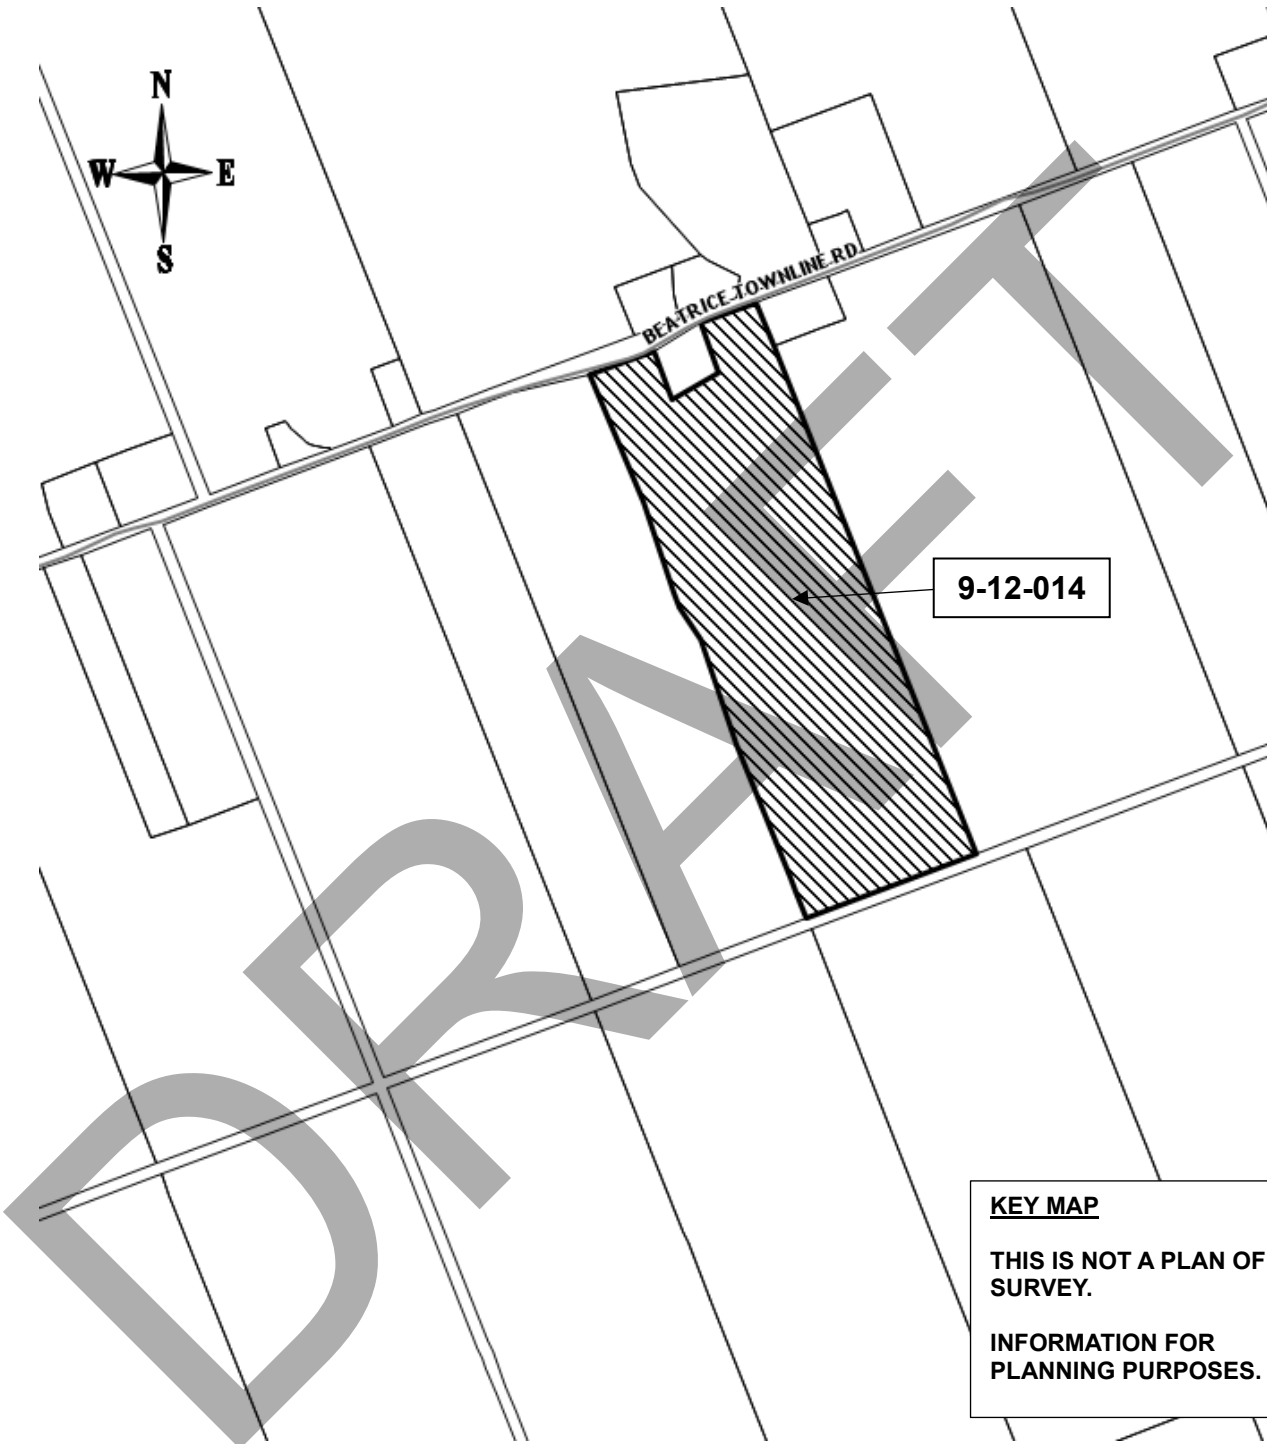 N
W E
S
BEATRICE TOWNLINE RD
9-12-014
DRAFT
KEY MAP
THIS IS NOT A PLAN OF
SURVEY.
INFORMATION FOR
PLANNING PURPOSES.